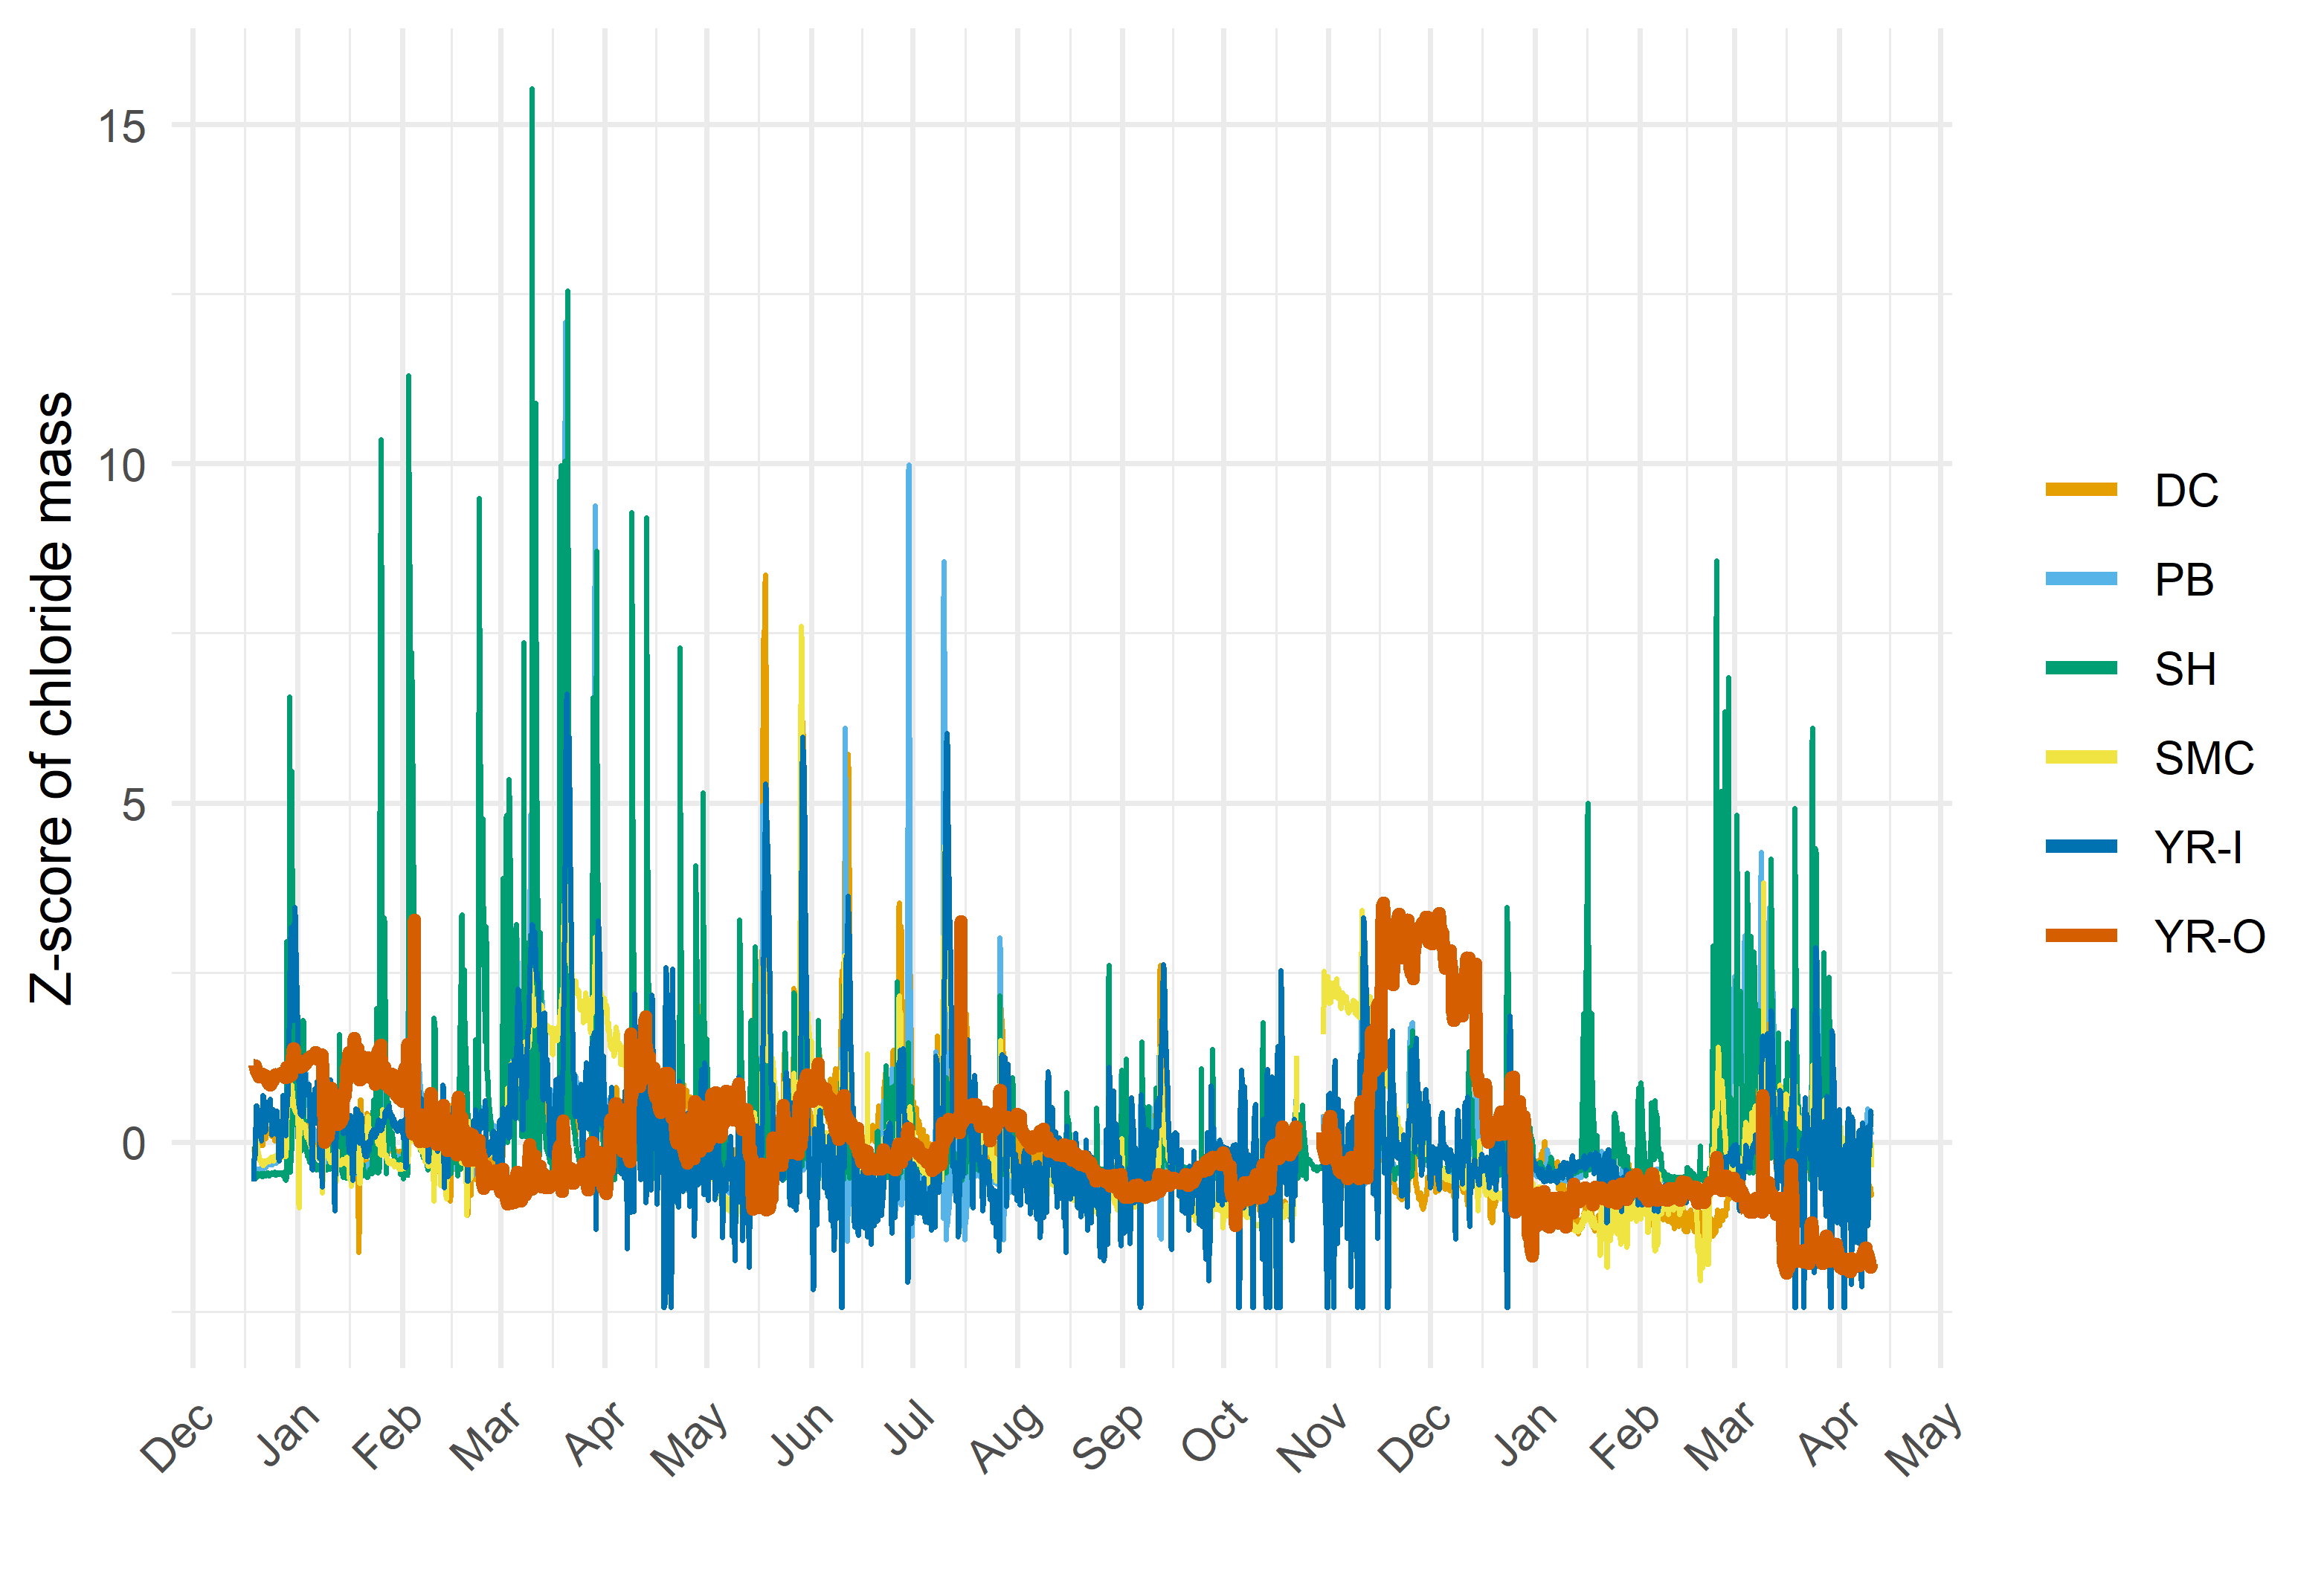 Z-score of chloride mass
15
10
5
0
Dec
Jan
Feb
Mar
Apr
May
Jun
Jul
Aug
Sep
Oct
Nov
Dec
Jan
Feb
Mar
Apr
May
DC
PB
SH
SMC
YR-I
YR-O